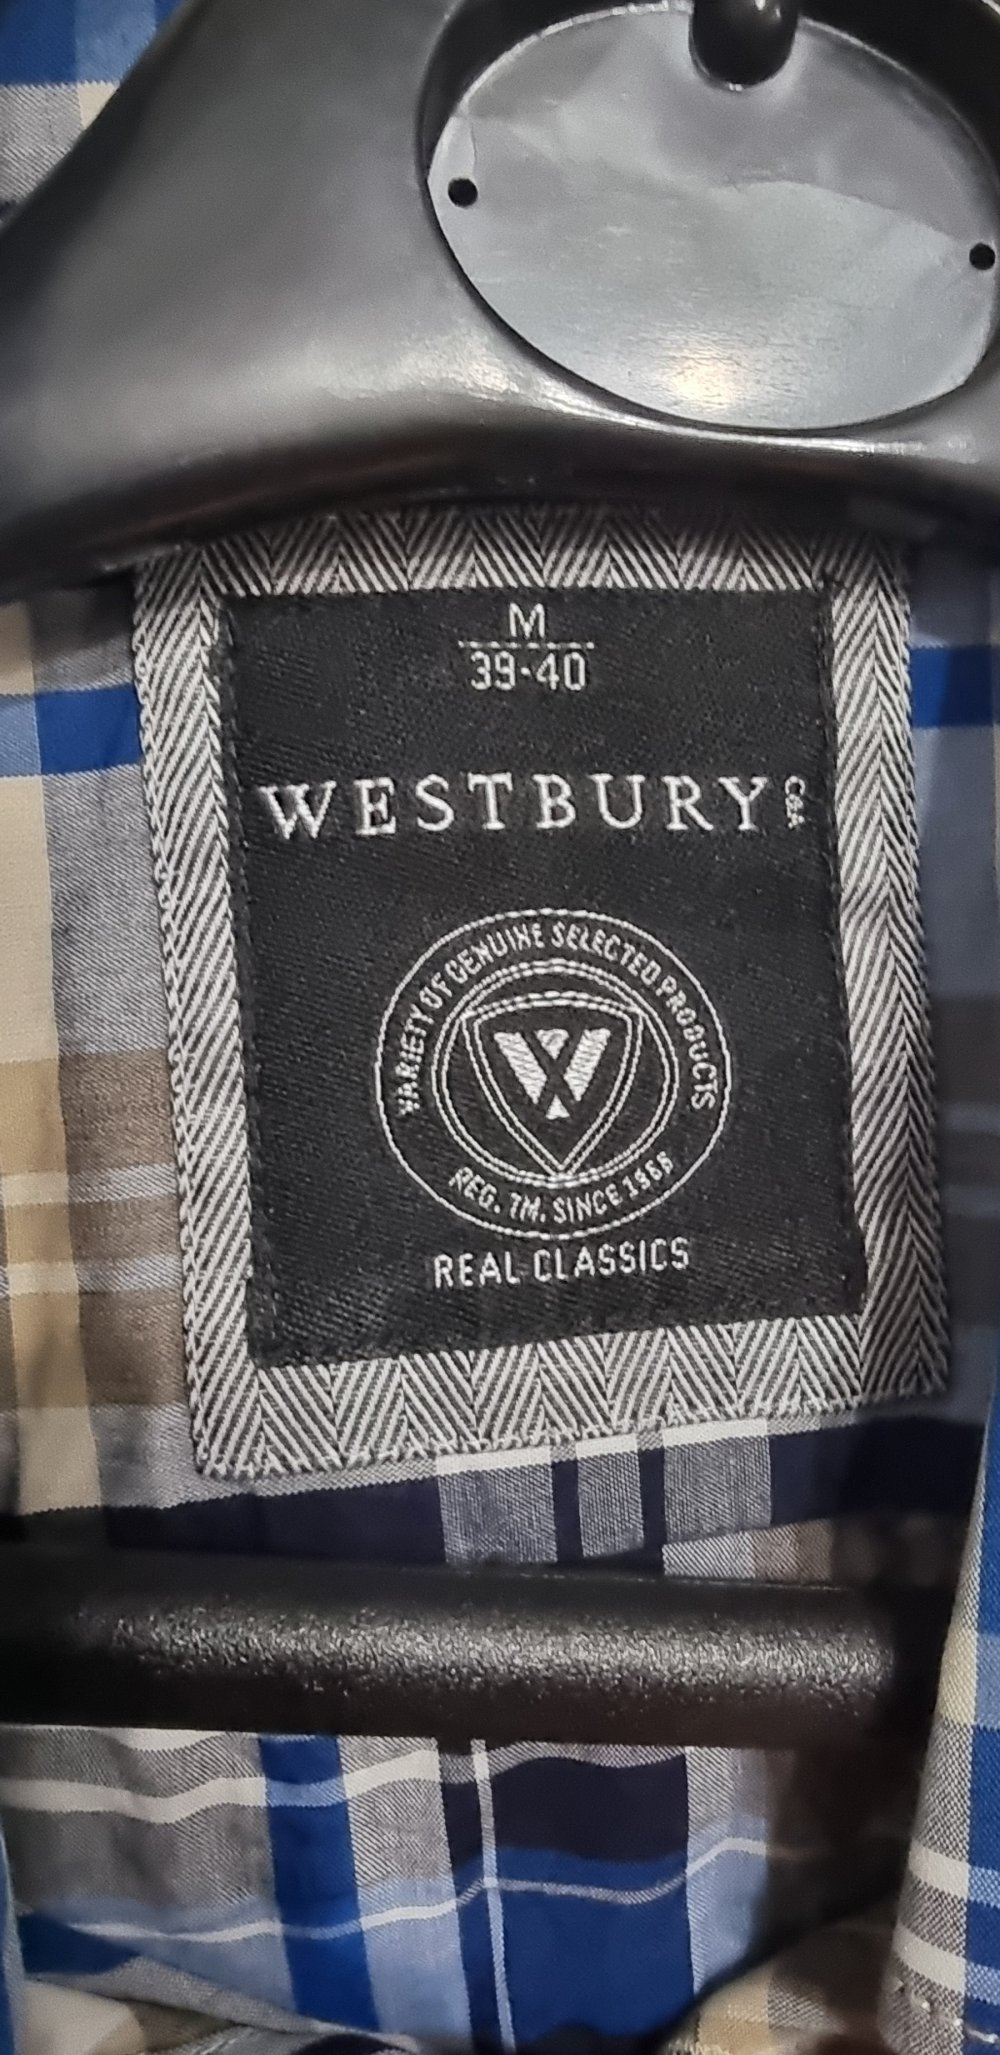 M
39-40
WESTBURY C&A
VARIETY OF GENUINE SELECTED PRODUCTS
W
REG. TM. SINCE 1966
REAL CLASSICS